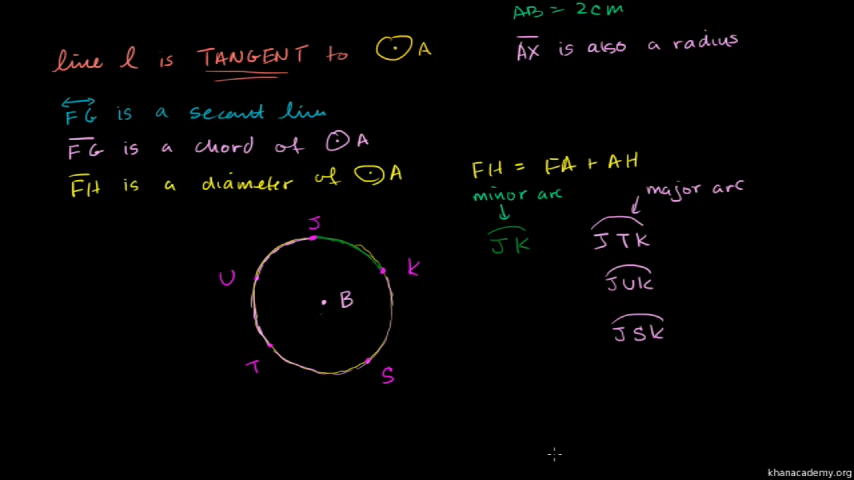 AB = 2cm
line l is TANGENT to ⊙A
AX is also a radius
FG is a secant line
FG is a chord of ⊙A
FH is a diameter of ⊙A
FH = FA + AH
minor arc
major arc
JK
JTK
JUK
JSK
J
K
U
B
T
S
khanacademy.org